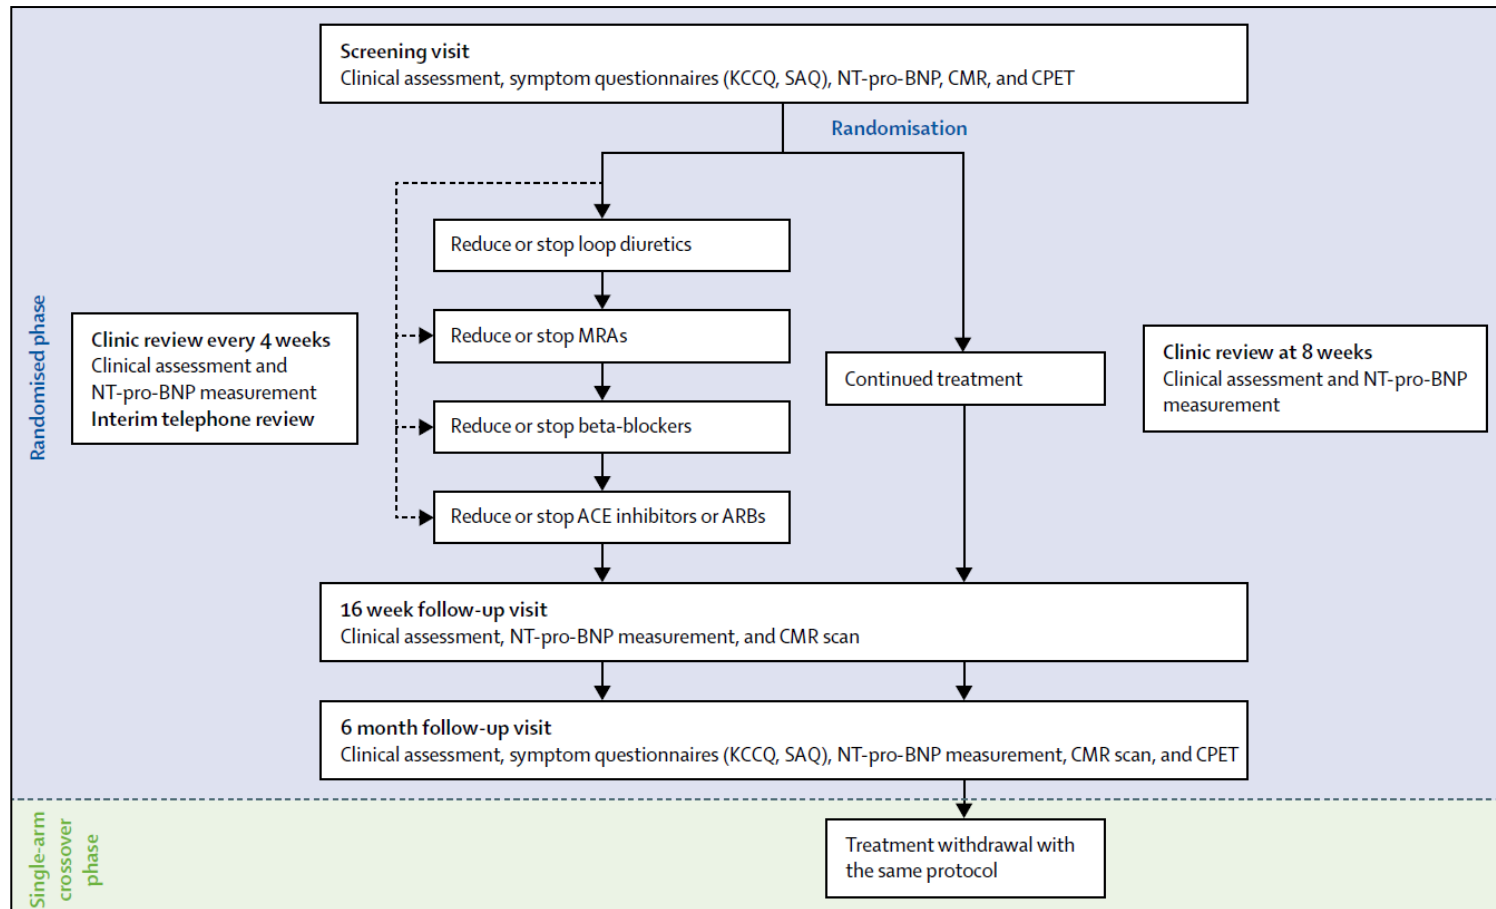 Screening visit
Clinical assessment, symptom questionnaires (KCCQ, SAQ), NT-pro-BNP, CMR, and CPET
Randomisation
Reduce or stop loop diuretics
Randomised phase
Clinic review every 4 weeks
Clinical assessment and
NT-pro-BNP measurement
Interim telephone review
Reduce or stop MRAs
Reduce or stop beta-blockers
Reduce or stop ACE inhibitors or ARBs
Continued treatment
Clinic review at 8 weeks
Clinical assessment and NT-pro-BNP
measurement
16 week follow-up visit
Clinical assessment, NT-pro-BNP measurement, and CMR scan
6 month follow-up visit
Clinical assessment, symptom questionnaires (KCCQ, SAQ), NT-pro-BNP measurement, CMR scan, and CPET
Single-arm
crossover
phase
Treatment withdrawal with
the same protocol